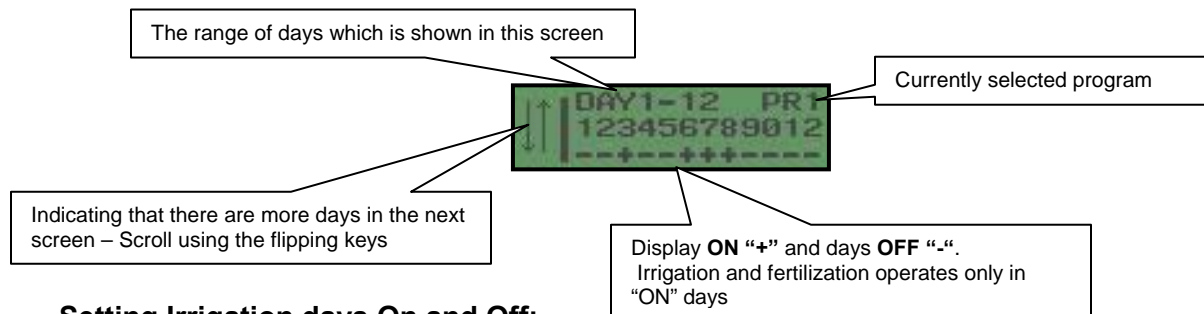 The range of days which is shown in this screen
Currently selected program
DAY1-12 PR1
123456789012
--+--+++----
Indicating that there are more days in the next
screen – Scroll using the flipping keys
Display ON “+” and days OFF “-“.
Irrigation and fertilization operates only in
“ON” days
Setting Irrigation days On and Off: